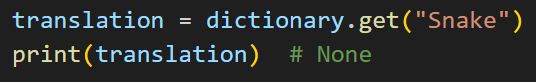 translation = dictionary.get("Snake")
print(translation)  # None